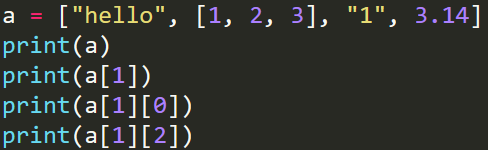 a = ["hello", [1, 2, 3], "1", 3.14]
print(a)
print(a[1])
print(a[1][0])
print(a[1][2])